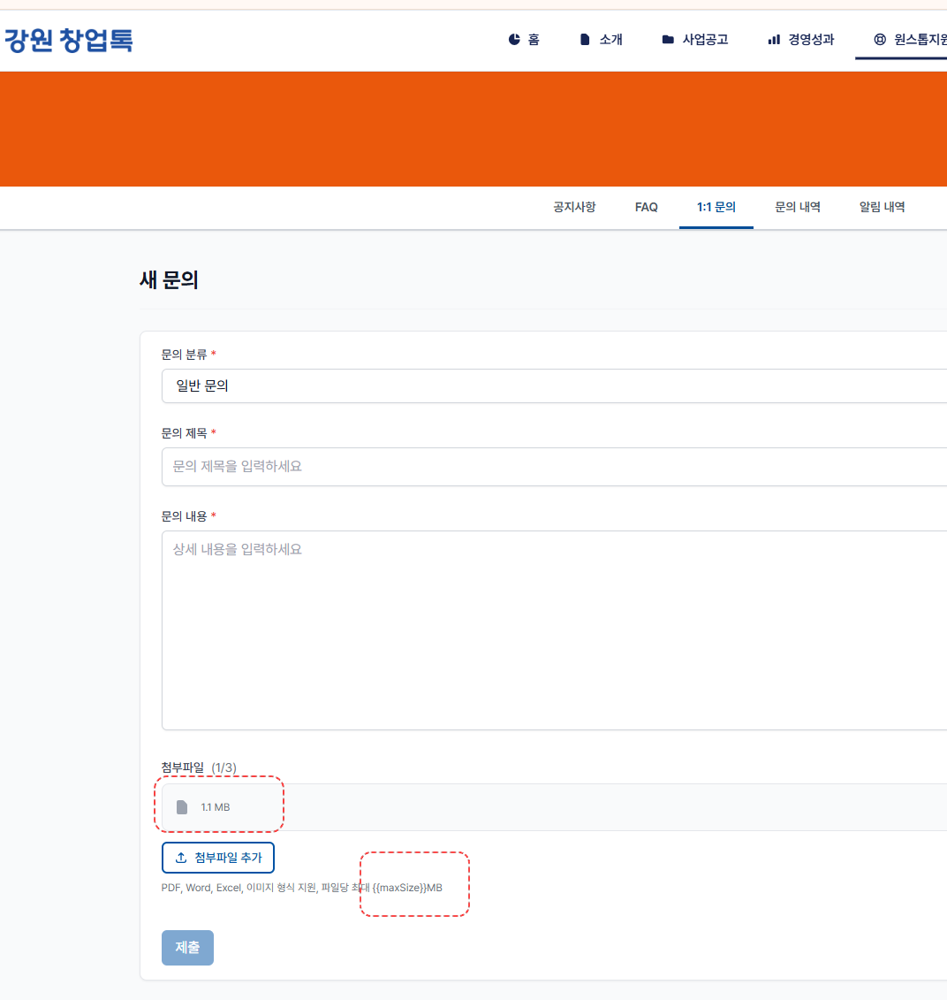 강원 창업톡
홈 소개 사업공고 경영성과 원스톱지원
공지사항 FAQ 1:1 문의 문의 내역 알림 내역
새 문의
문의 분류 *
일반 문의
문의 제목 *
문의 제목을 입력하세요
문의 내용 *
상세 내용을 입력하세요
첨부파일 (1/3)
1.1 MB
첨부파일 추가
PDF, Word, Excel, 이미지 형식 지원, 파일당 최대 {{maxSize}}MB
제출